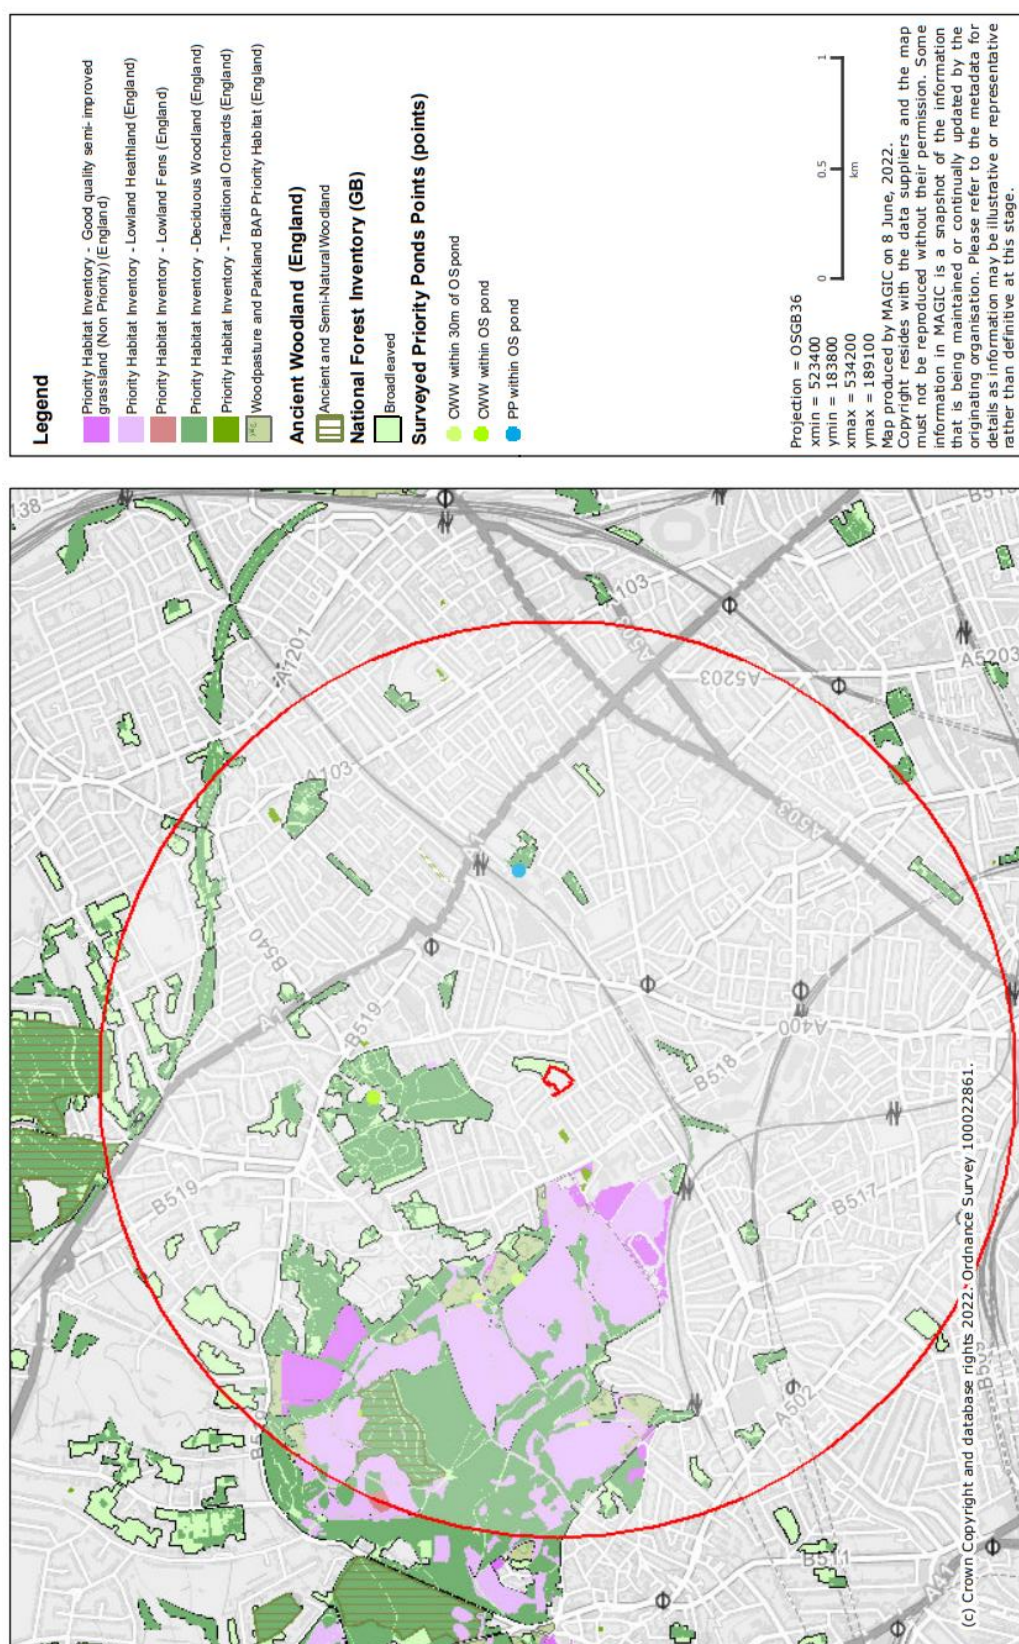 Legend
Priority Habitat Inventory - Good quality semi-improved
grassland (Non Priority) (England)
Priority Habitat Inventory - Lowland Heathland (England)
Priority Habitat Inventory - Lowland Fens (England)
Priority Habitat Inventory - Deciduous Woodland (England)
Priority Habitat Inventory - Traditional Orchards (England)
Woodpasture and Parkland BAP Priority Habitat (England)
Ancient Woodland (England)
Ancient and Semi-Natural Woodland
National Forest Inventory (GB)
Broadleaved
Surveyed Priority Ponds Points (points)
CWW within 30m of OS pond
CWW within OS pond
PP within OS pond
0 0.5 1
km
Projection = OSGB36
xmin = 523400
ymin = 183800
xmax = 534200
ymax = 189100
Map produced by MAGIC on 8 June, 2022.
Copyright resides with the data suppliers and the map
must not be reproduced without their permission. Some
information in MAGIC is a snapshot of the information
that is being maintained or continually updated by the
originating organisation. Please refer to the metadata for
details as information may be illustrative or representative
rather than definitive at this stage.
138
A1201
A103
A103
A503
A5203
A5203
A503
B540
A1
B519
B519
B518
A400
B517
A502
B511
(c) Crown Copyright and database rights 2022. Ordnance Survey 100022861.